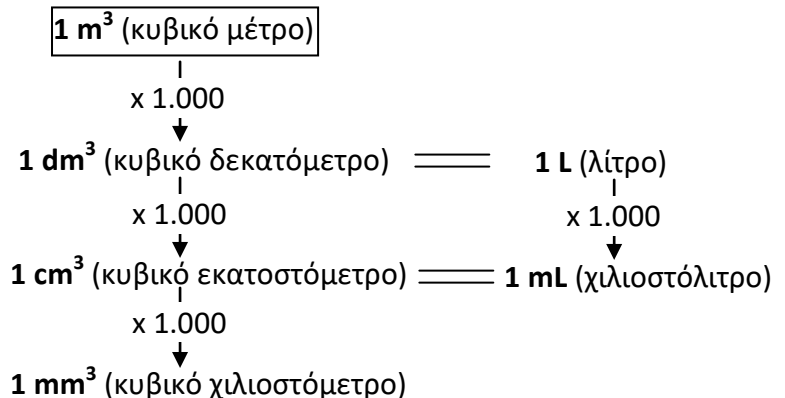 1 m³ (κυβικό μέτρο)
x 1.000
1 dm³ (κυβικό δεκατόμετρο) 1 L (λίτρο)
x 1.000 x 1.000
1 cm³ (κυβικό εκατοστόμετρο) 1 mL (χιλιοστόλιτρο)
x 1.000
1 mm³ (κυβικό χιλιοστόμετρο)